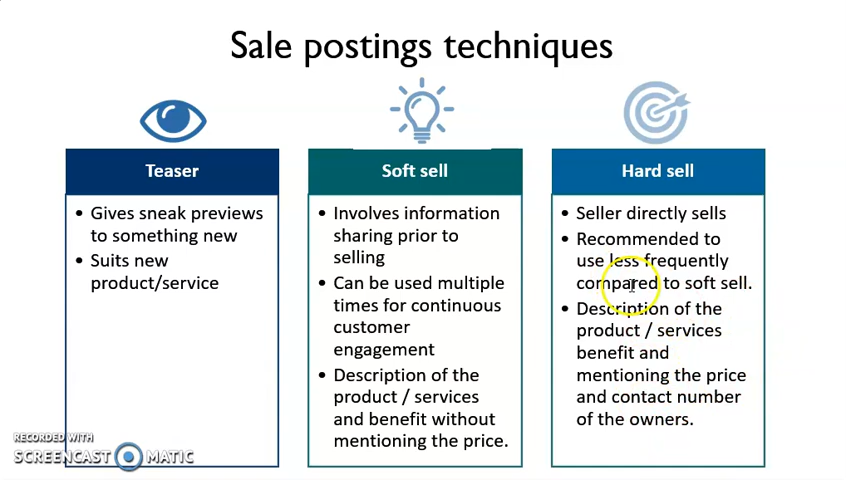 Sale postings techniques
Teaser
• Gives sneak previews
to something new
• Suits new
product/service
Soft sell
• Involves information
sharing prior to
selling
• Can be used multiple
times for continuous
customer
engagement
• Description of the
product / services
and benefit without
mentioning the price.
Hard sell
• Seller directly sells
• Recommended to
use less frequently
compared to soft sell.
• Description of the
product / services
benefit and
mentioning the price
and contact number
of the owners.
RECORDED WITH
SCREENCAST MATIC